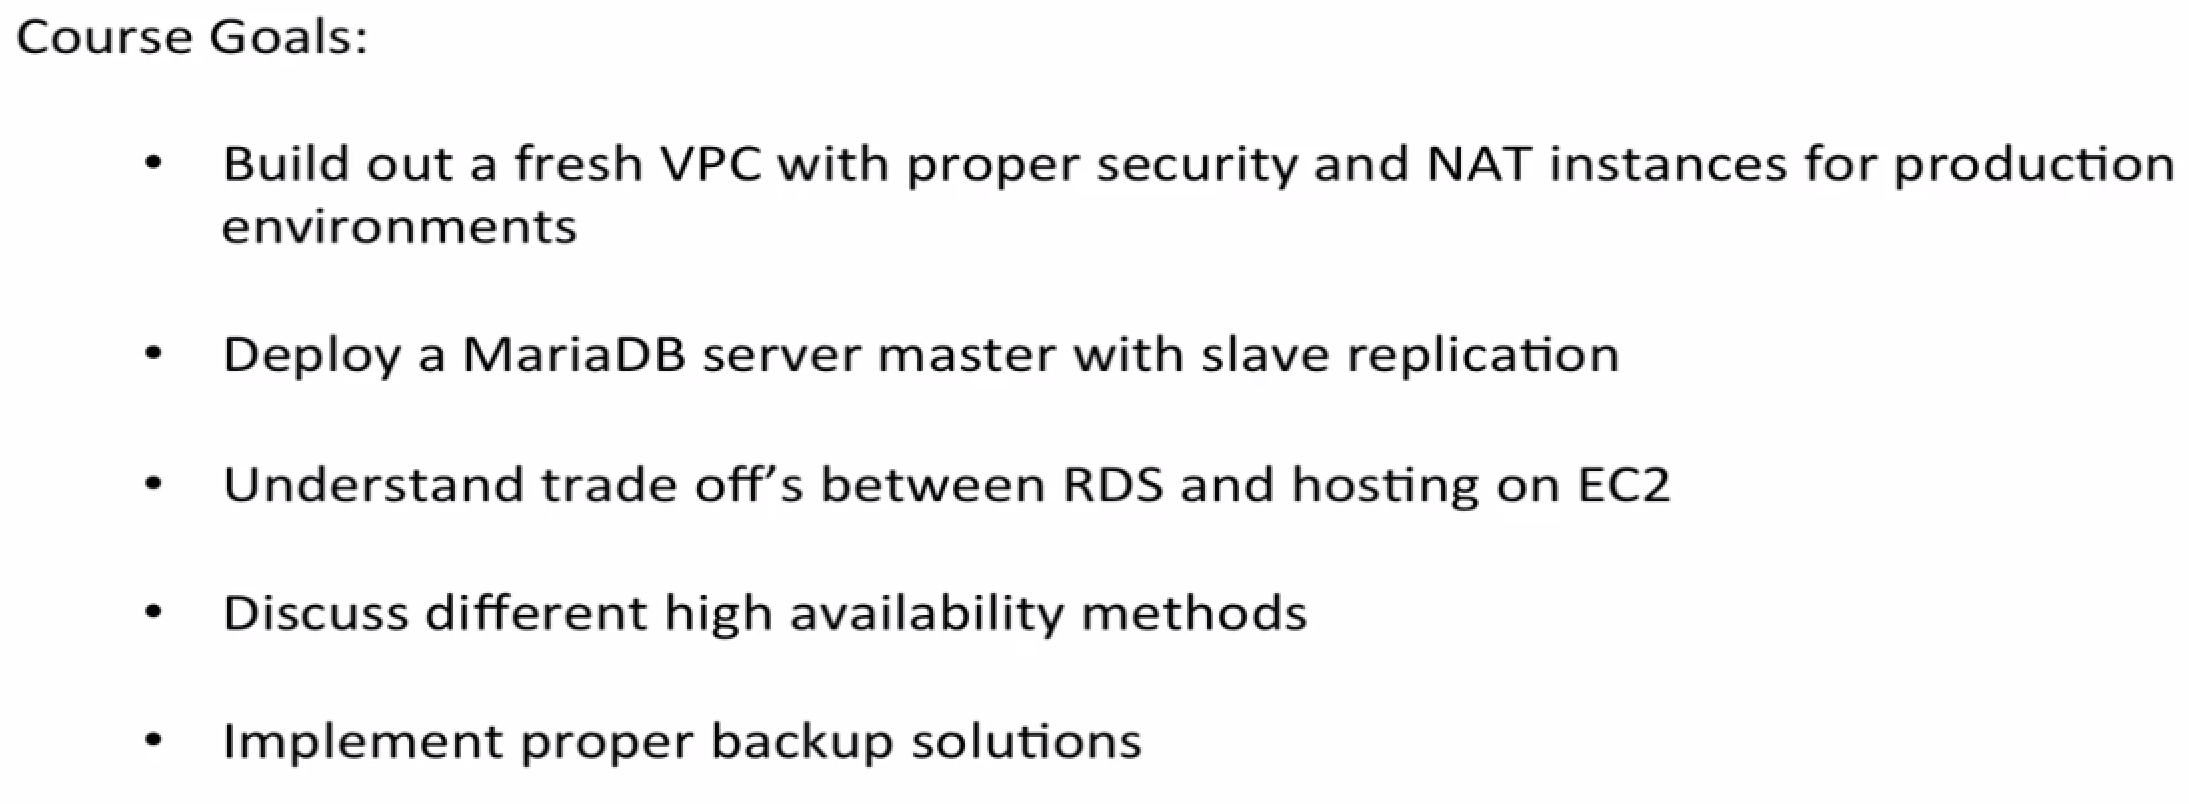 Course Goals:
• Build out a fresh VPC with proper security and NAT instances for production
environments
• Deploy a MariaDB server master with slave replication
• Understand trade off’s between RDS and hosting on EC2
• Discuss different high availability methods
• Implement proper backup solutions